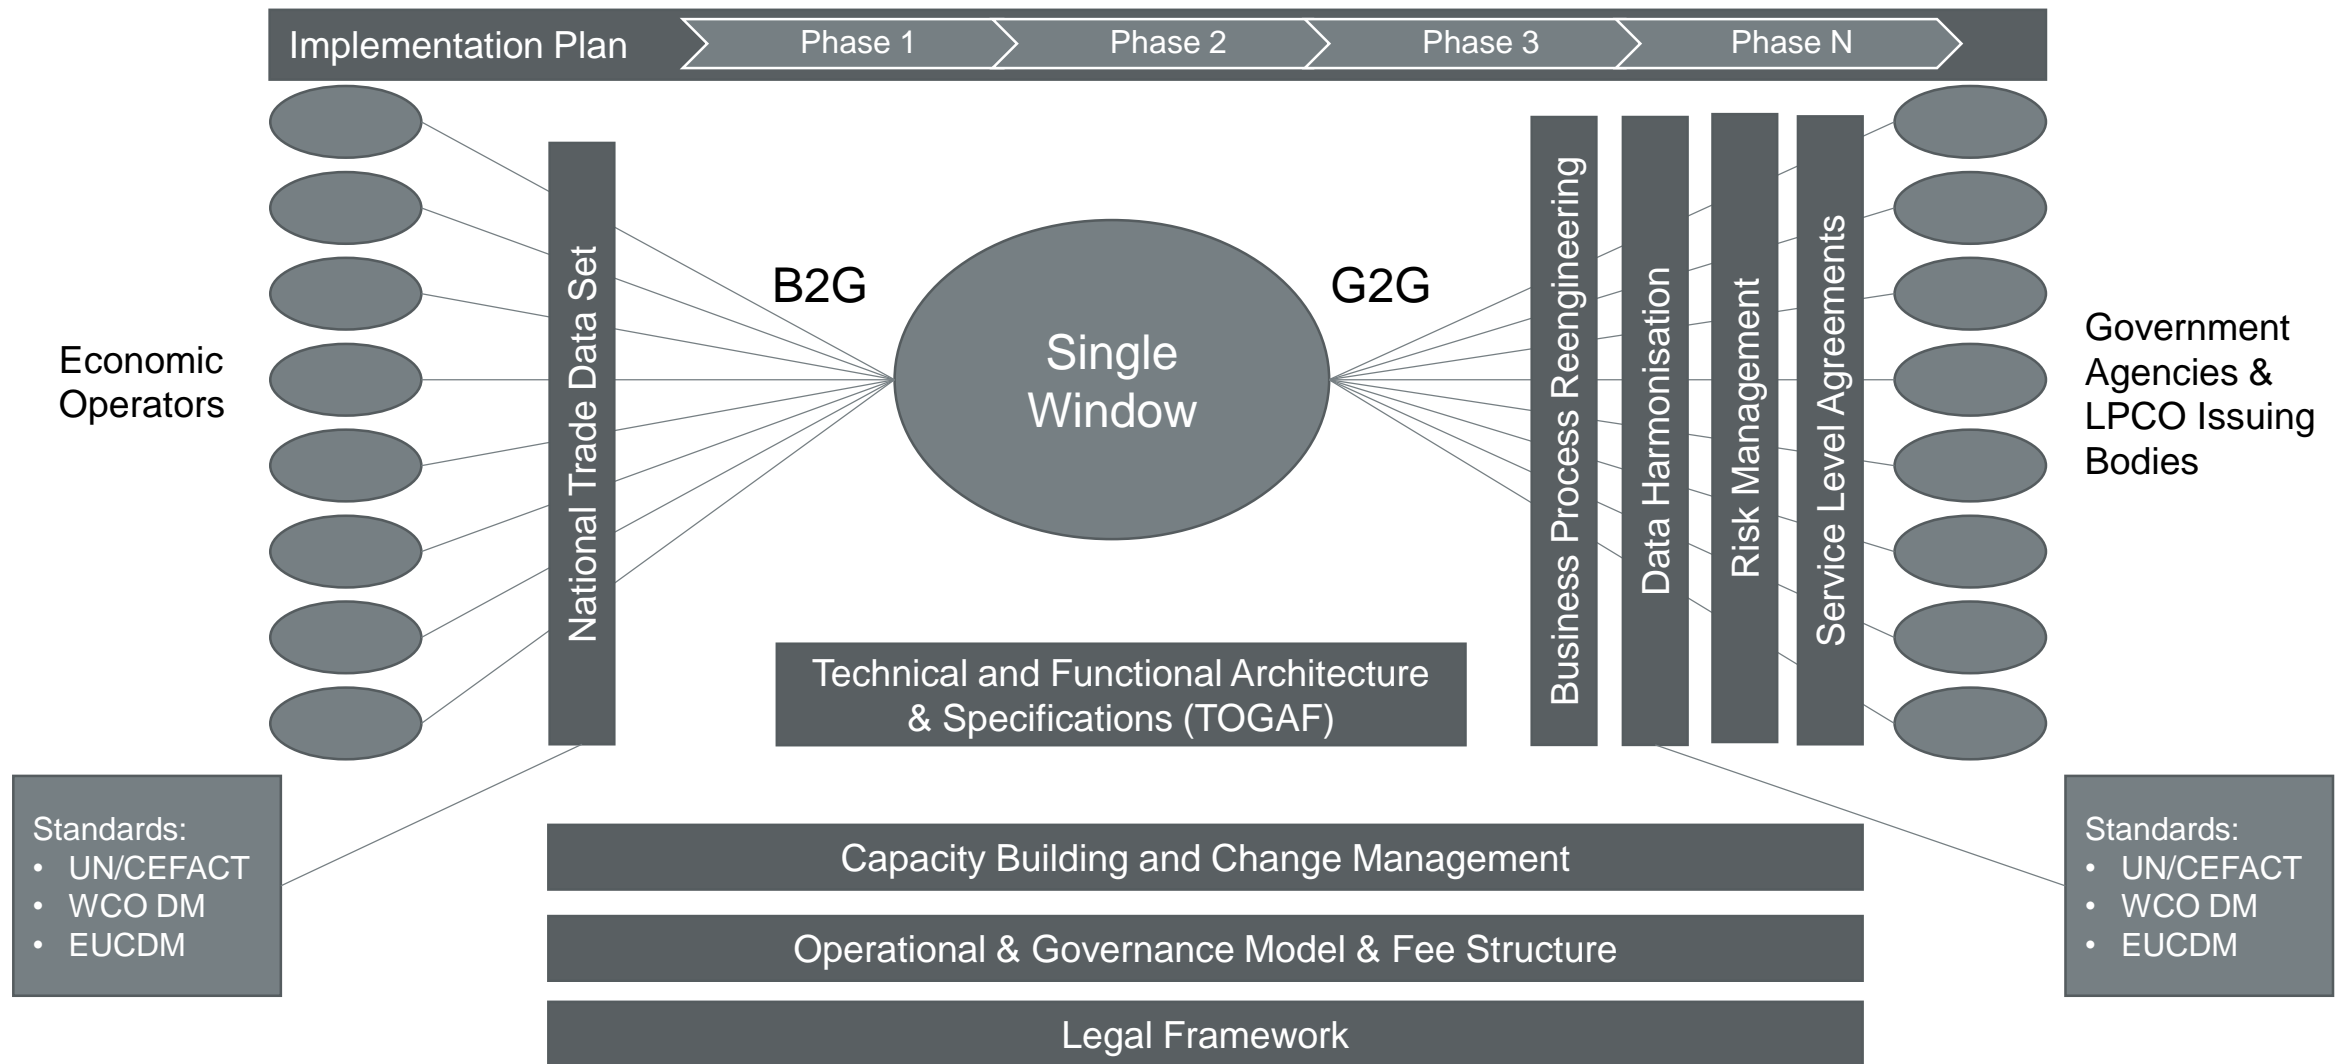 Implementation Plan
Phase 1
Phase 2
Phase 3
Phase N
Economic
Operators
National Trade Data Set
B2G
Single
Window
G2G
Business Process Reengineering
Data Harmonisation
Risk Management
Service Level Agreements
Government
Agencies &
LPCO Issuing
Bodies
Technical and Functional Architecture
& Specifications (TOGAF)
Standards:
• UN/CEFACT
• WCO DM
• EUCDM
Capacity Building and Change Management
Operational & Governance Model & Fee Structure
Legal Framework
Standards:
• UN/CEFACT
• WCO DM
• EUCDM